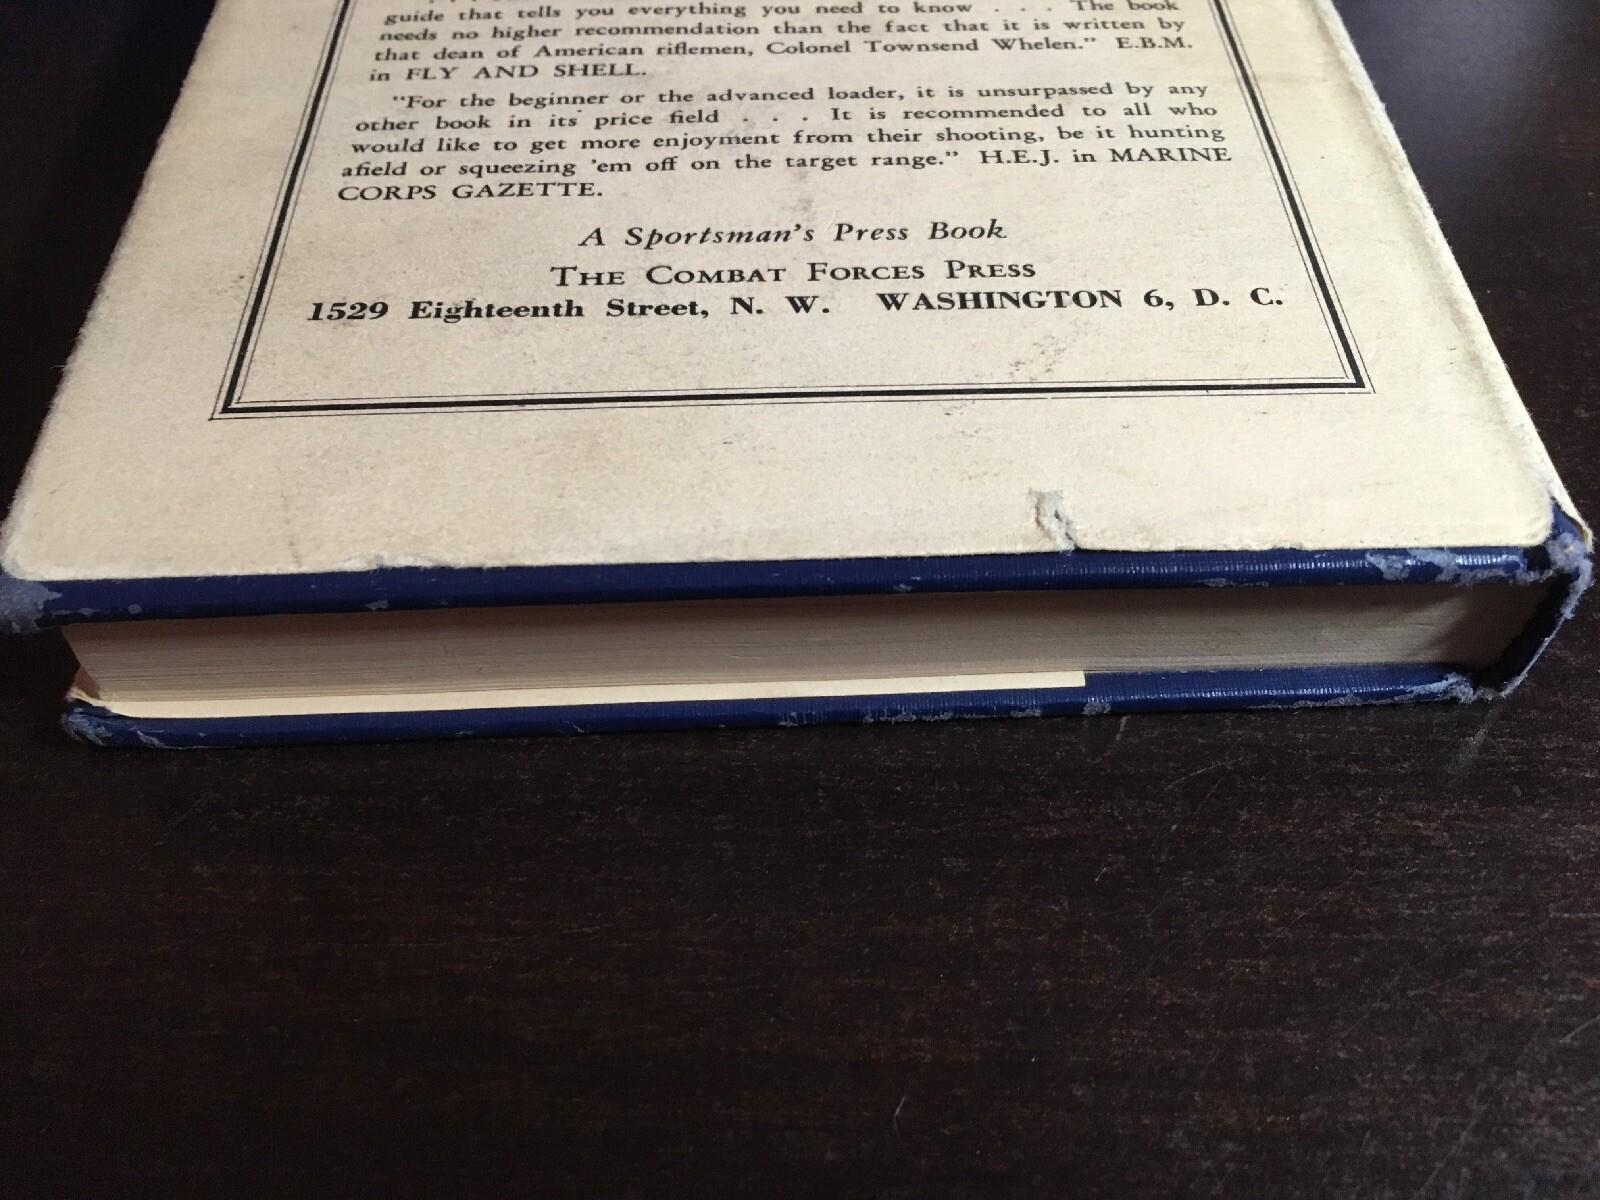 guide that tells you everything you need to know . . . The book
needs no higher recommendation than the fact that it is written by
that dean of American riflemen, Colonel Townsend Whelen." E.B.M.
in FLY AND SHELL.
"For the beginner or the advanced loader, it is unsurpassed by any
other book in its price field . . . It is recommended to all who
would like to get more enjoyment from their shooting, be it hunting
afield or squeezing 'em off on the target range." H.E.J. in MARINE
CORPS GAZETTE.
A Sportsman's Press Book
THE COMBAT FORCES PRESS
1529 Eighteenth Street, N. W. WASHINGTON 6, D. C.